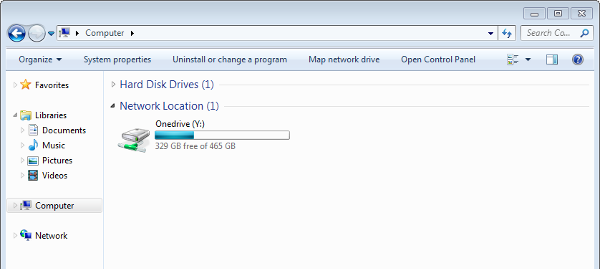 Computer
Search Co...
Organize
System properties
Uninstall or change a program
Map network drive
Open Control Panel
Favorites
Libraries
Documents
Music
Pictures
Videos
Computer
Network
Hard Disk Drives (1)
Network Location (1)
Onedrive (Y:)
329 GB free of 465 GB